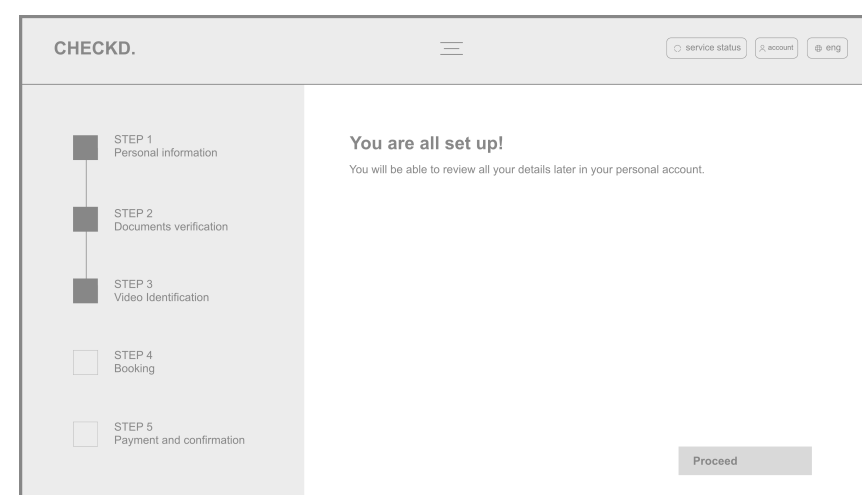 CHECKD.
service status
account
eng
STEP 1
Personal information
STEP 2
Documents verification
STEP 3
Video Identification
STEP 4
Booking
STEP 5
Payment and confirmation
You are all set up!
You will be able to review all your details later in your personal account.
Proceed